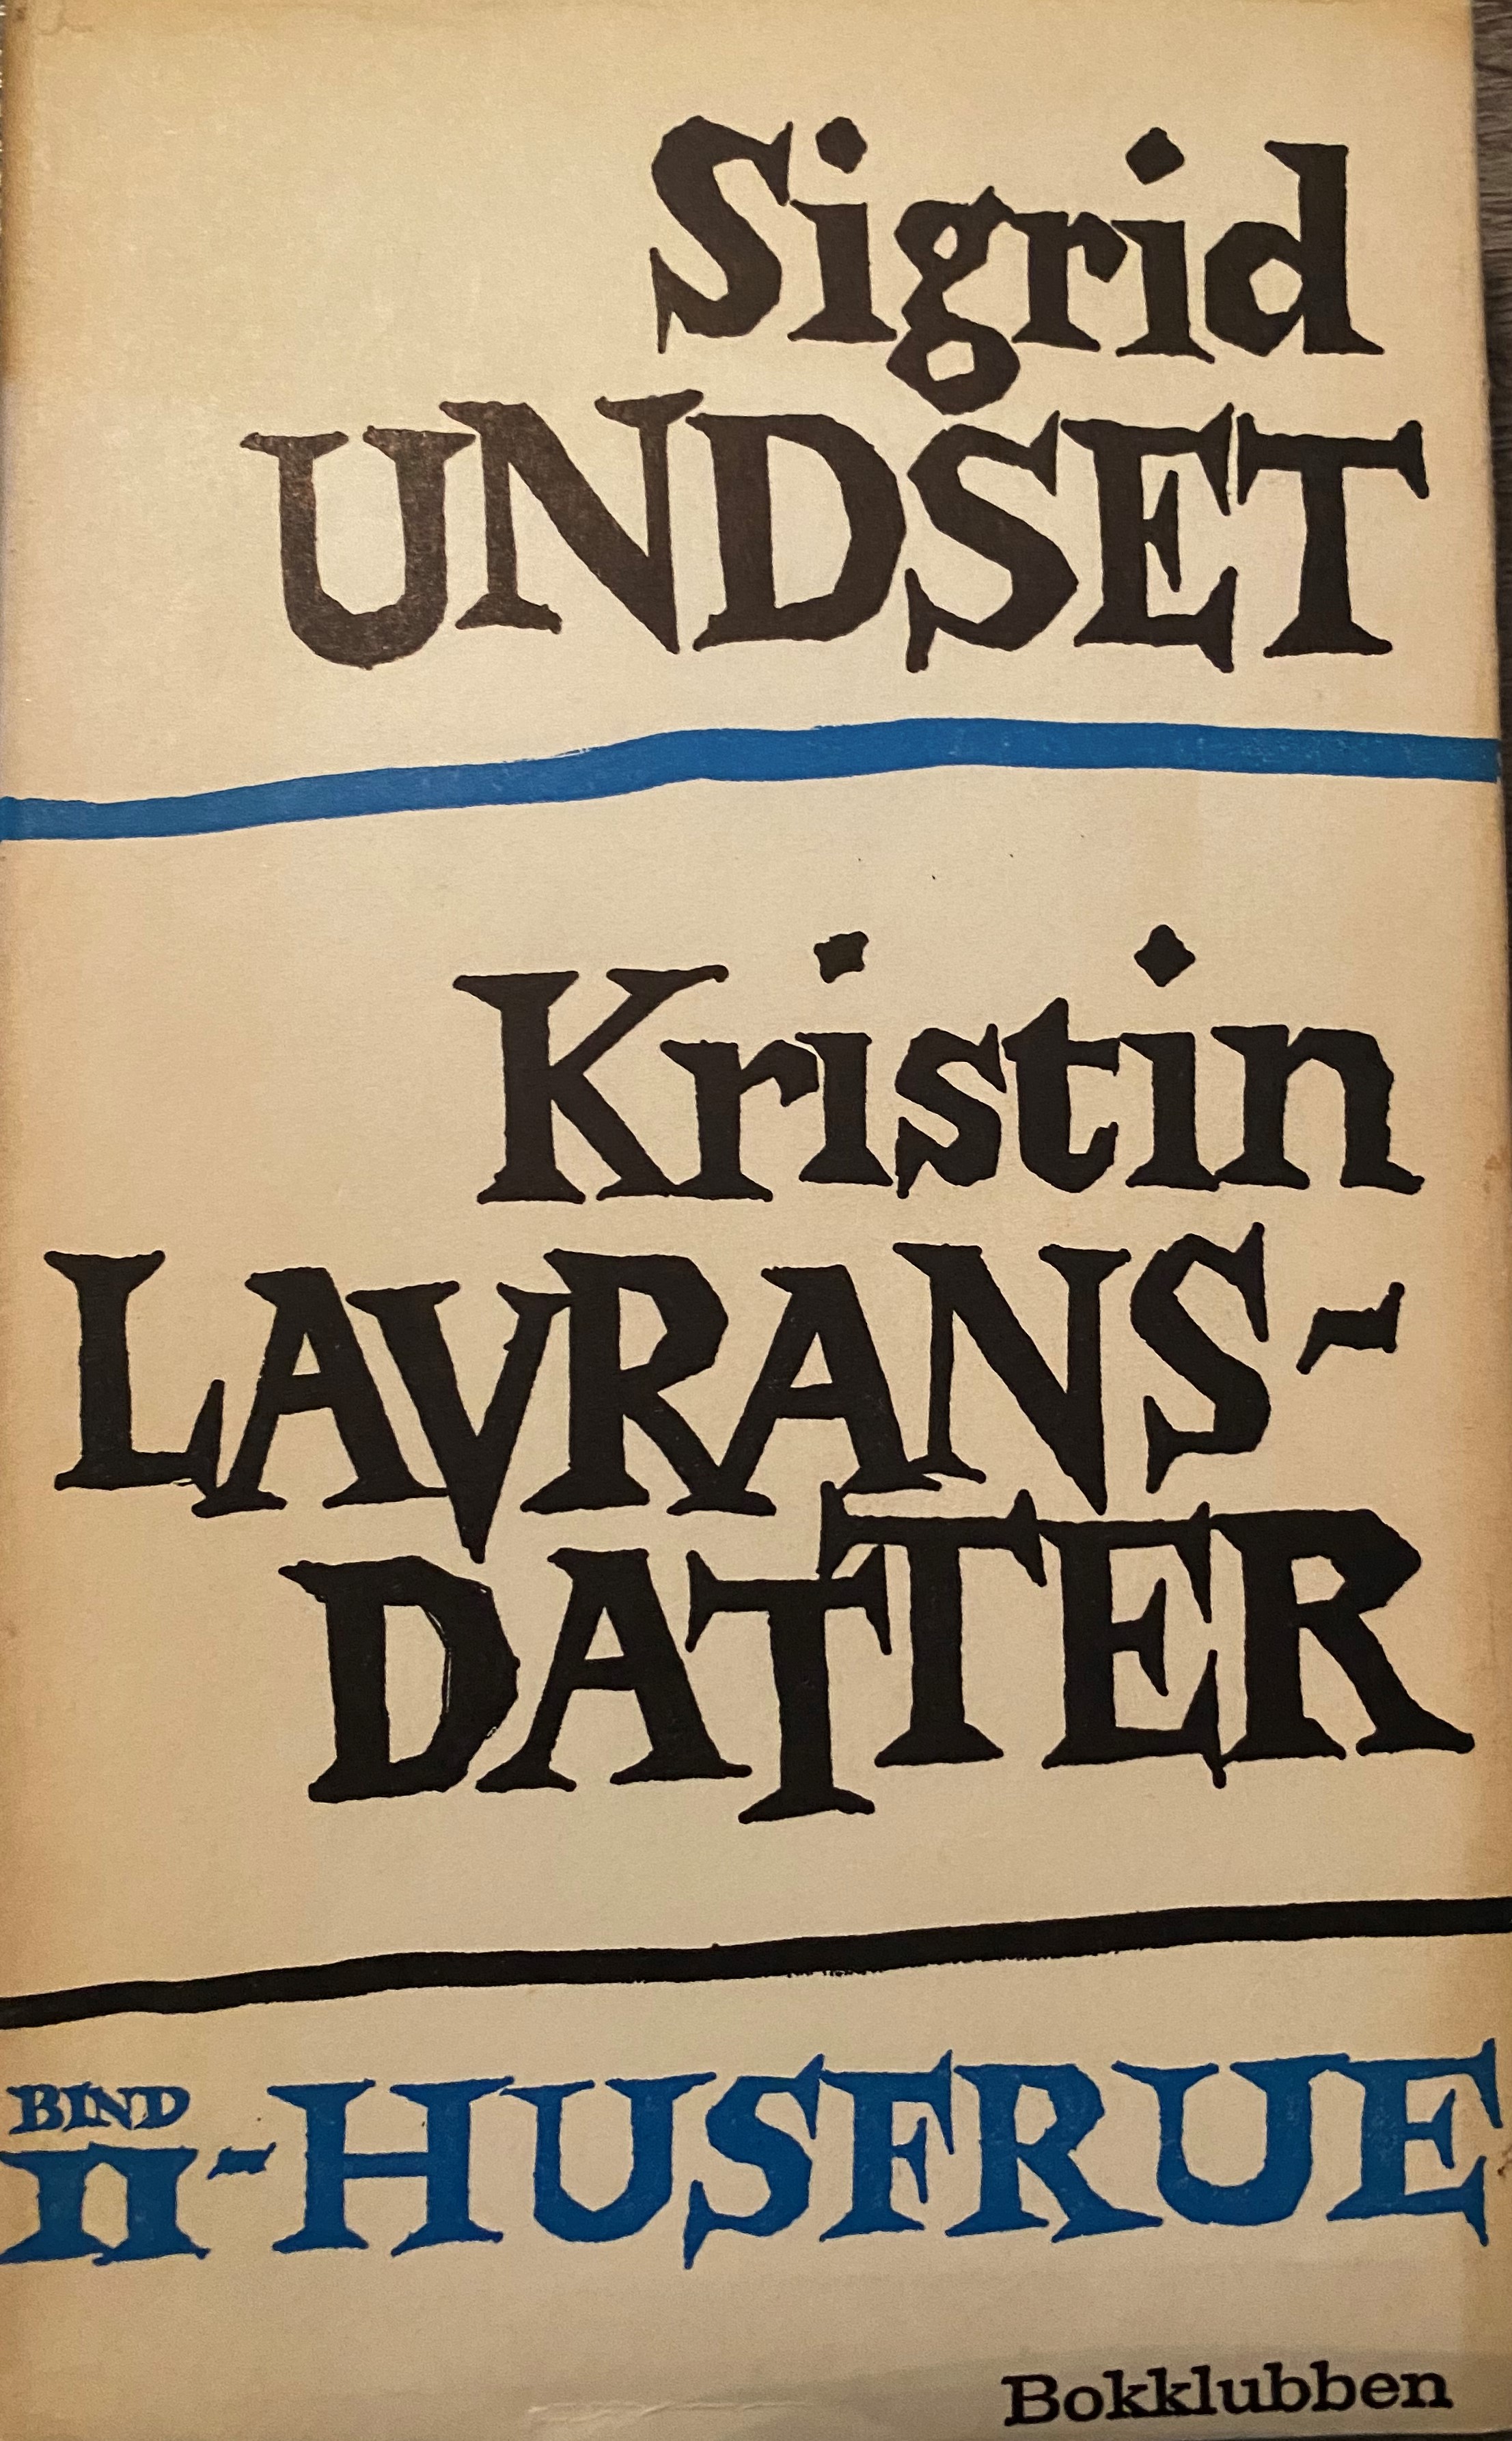 Sigrid
UNDSET
Kristin
LAVRANS-
DATTER
BIND
II-HUSFRUE
Bokklubben